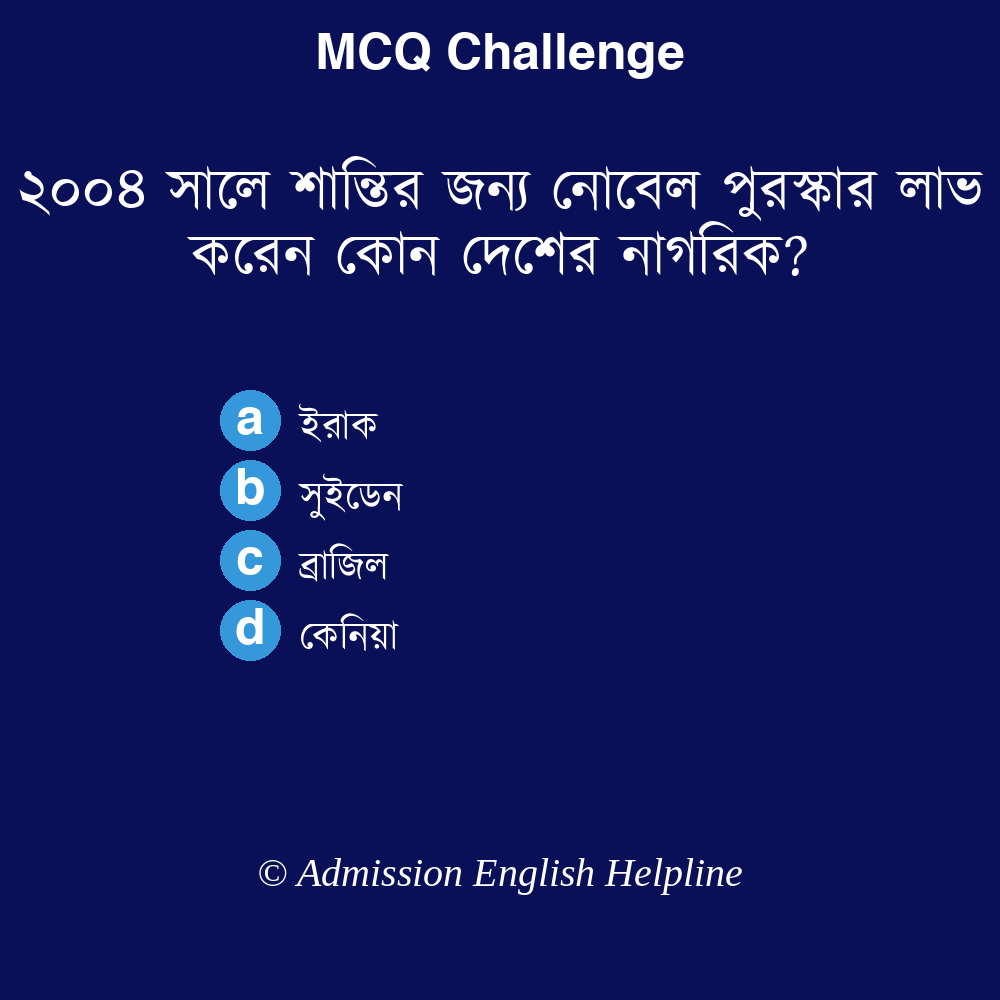 MCQ Challenge
২০০৪ সালে শান্তির জন্য নোবেল পুরস্কার লাভ
করেন কোন দেশের নাগরিক?
a ইরাক
b সুইডেন
c ব্রাজিল
d কেনিয়া
© Admission English Helpline